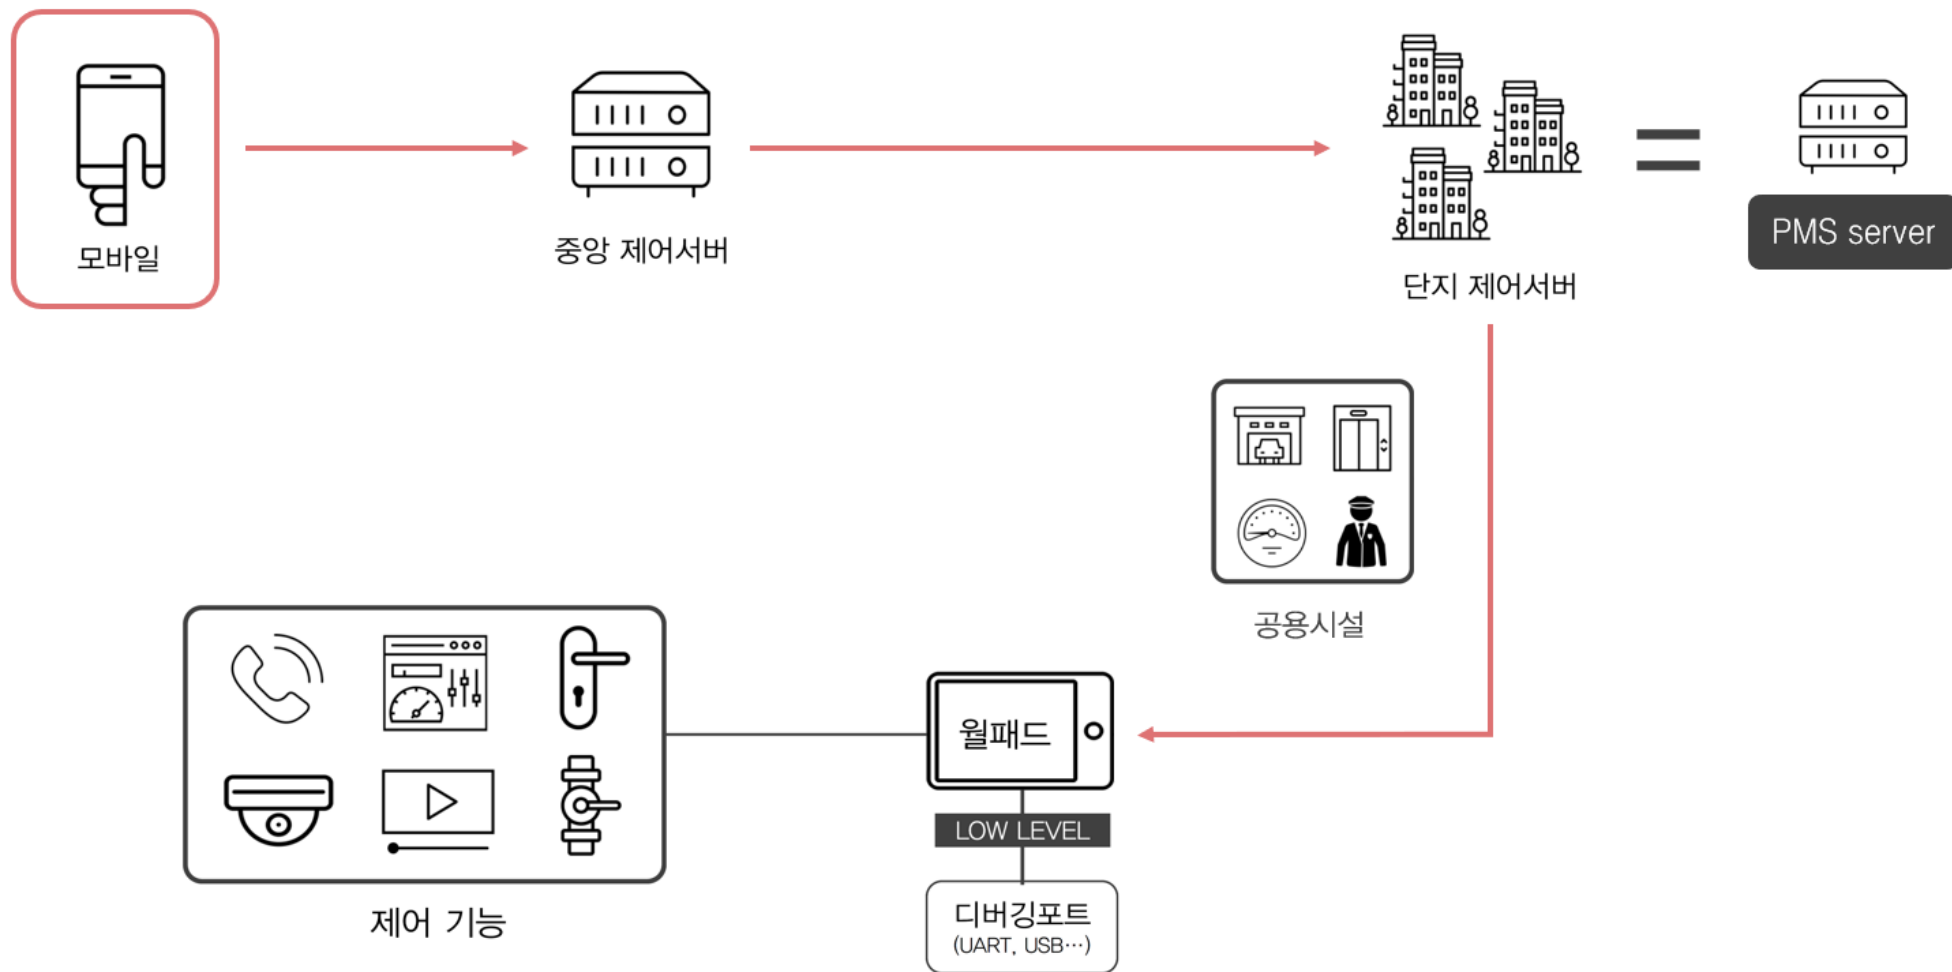 모바일
중앙 제어서버
단지 제어서버
PMS server
공용시설
월패드
LOW LEVEL
디버깅포트
(UART, USB…)
제어 기능